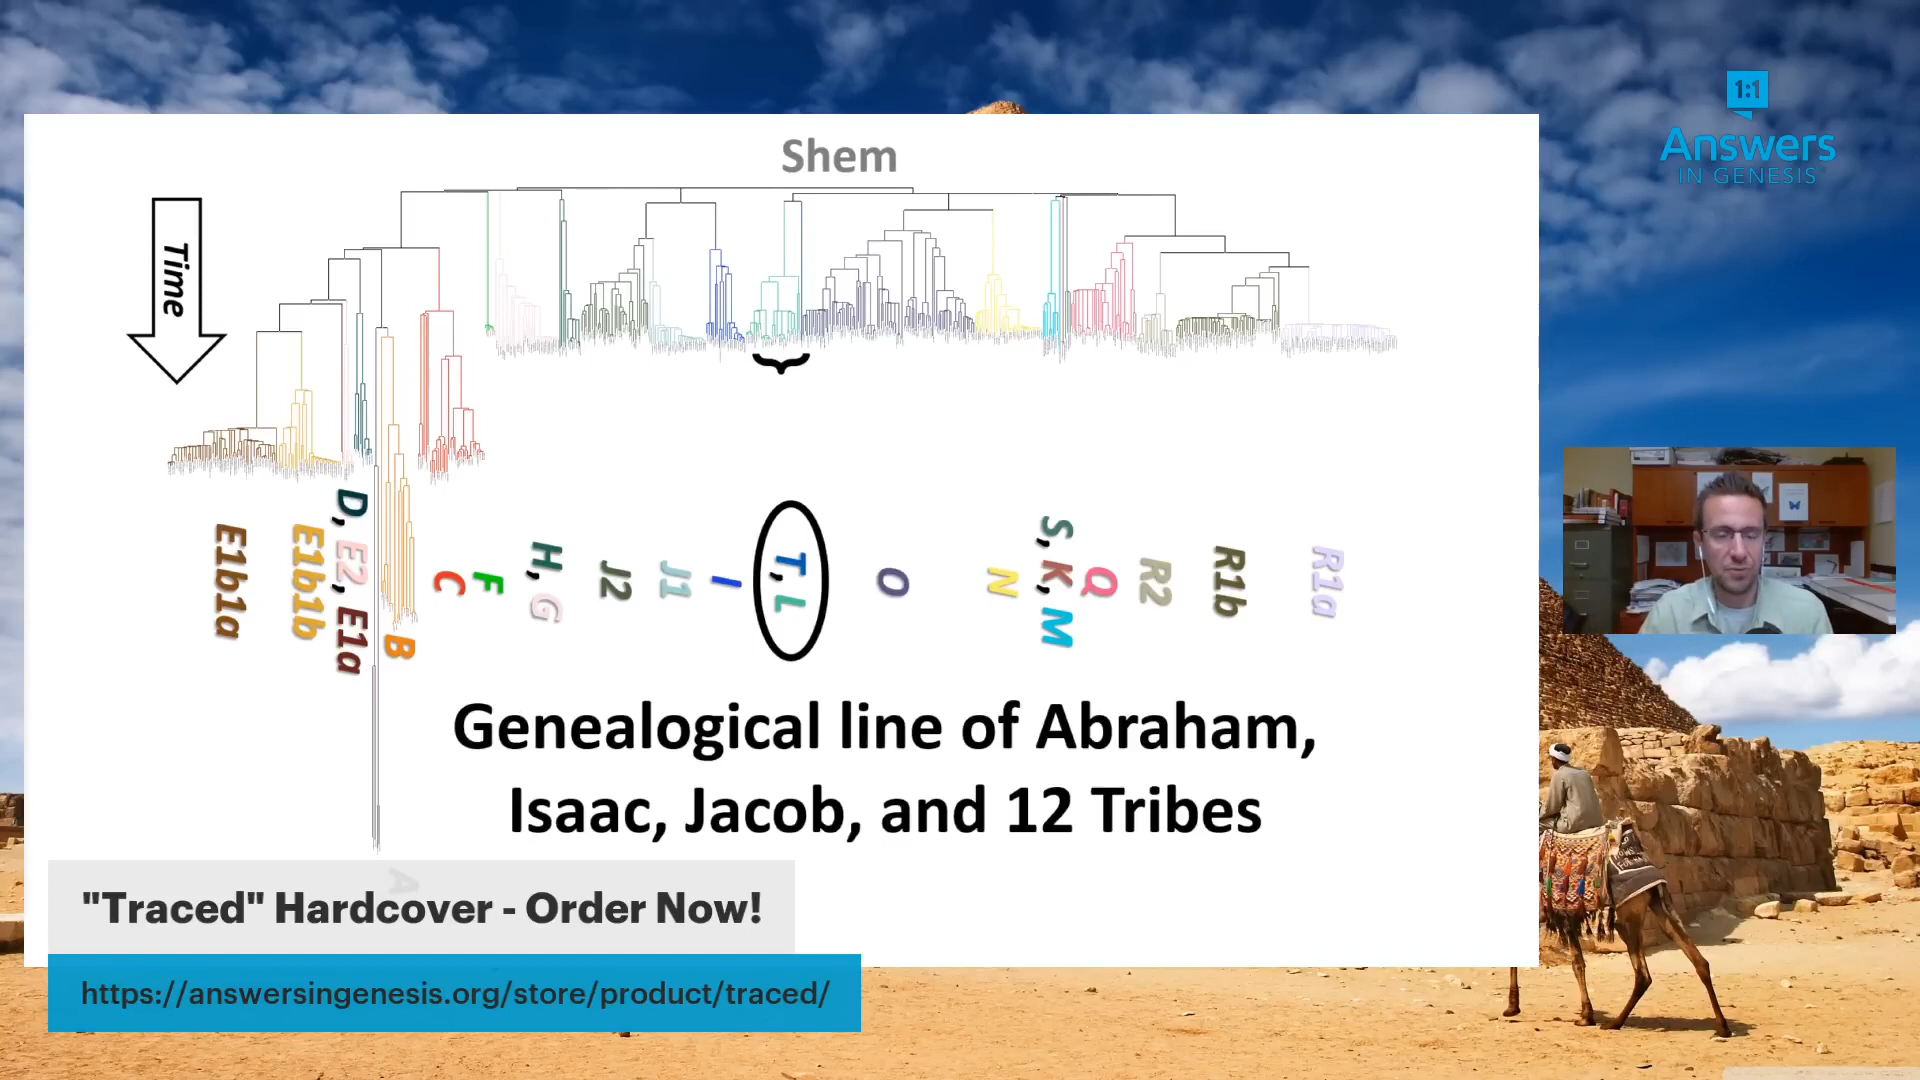 1:1
Answers
IN GENESIS
Shem
Time
E1b1a
E1b1b
D, E2, E1a
B
C
F
H, G
J2
J1
I
T, L
O
N
S, K, M
Q
R2
R1b
R1a
Genealogical line of Abraham,
Isaac, Jacob, and 12 Tribes
A
"Traced" Hardcover - Order Now!
https://answersingenesis.org/store/product/traced/